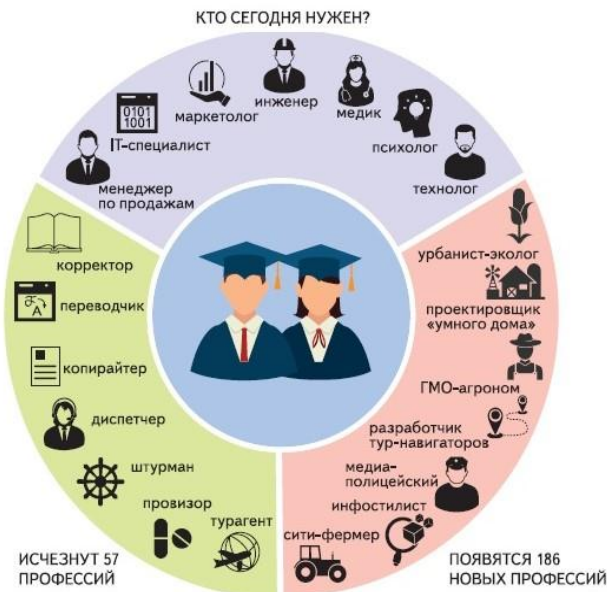 КТО СЕГОДНЯ НУЖЕН?
инженер
маркетолог
медик
0101
1001
IT-специалист
психолог
менеджер
по продажам
технолог
корректор
переводчик
A
копирайтер
диспетчер
штурман
провизор
турагент
ИСЧЕЗНУТ 57
ПРОФЕССИЙ
урбанист-эколог
проектировщик
«умного дома»
ГМО-агроном
разработчик
тур-навигаторов
медиа-
полицейский
инфостилист
сити-фермер
ПОЯВЯТСЯ 186
НОВЫХ ПРОФЕССИЙ